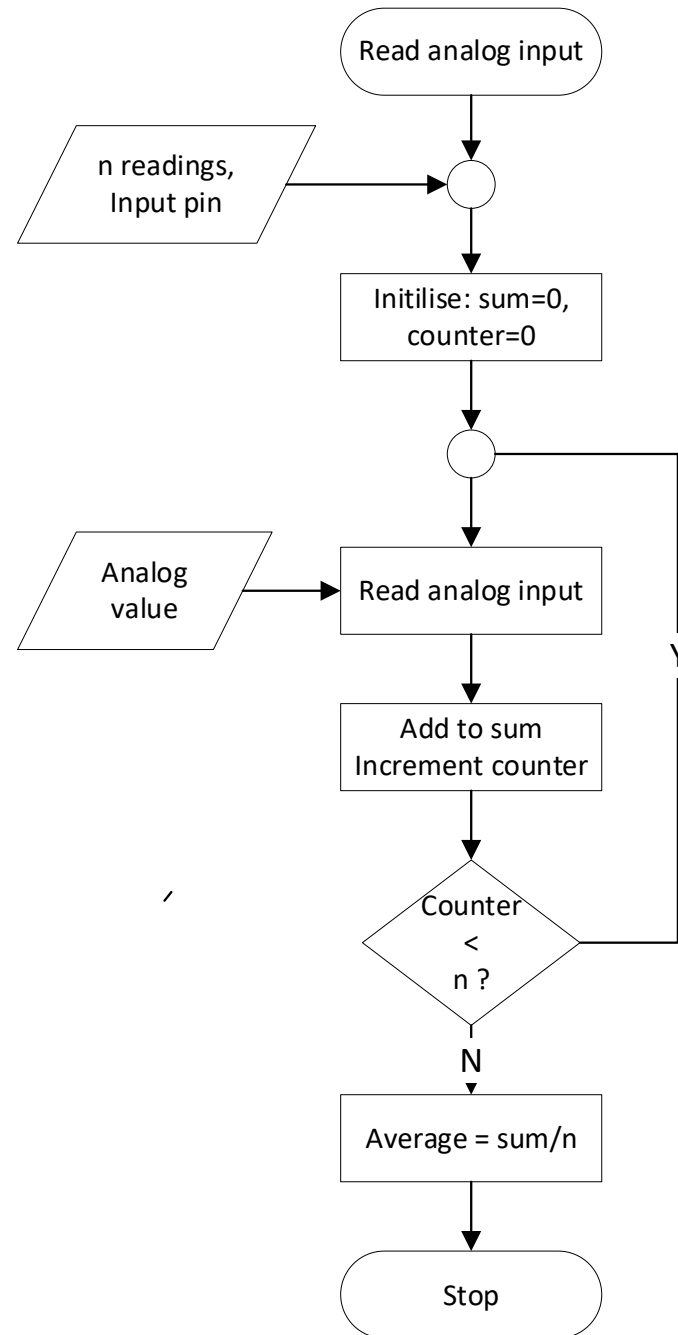 Read analog input
n readings,
Input pin
Initilise: sum=0,
counter=0
Analog
value
Read analog input
Y
Add to sum
Increment counter
Counter
<
n ?
N
Average = sum/n
Stop